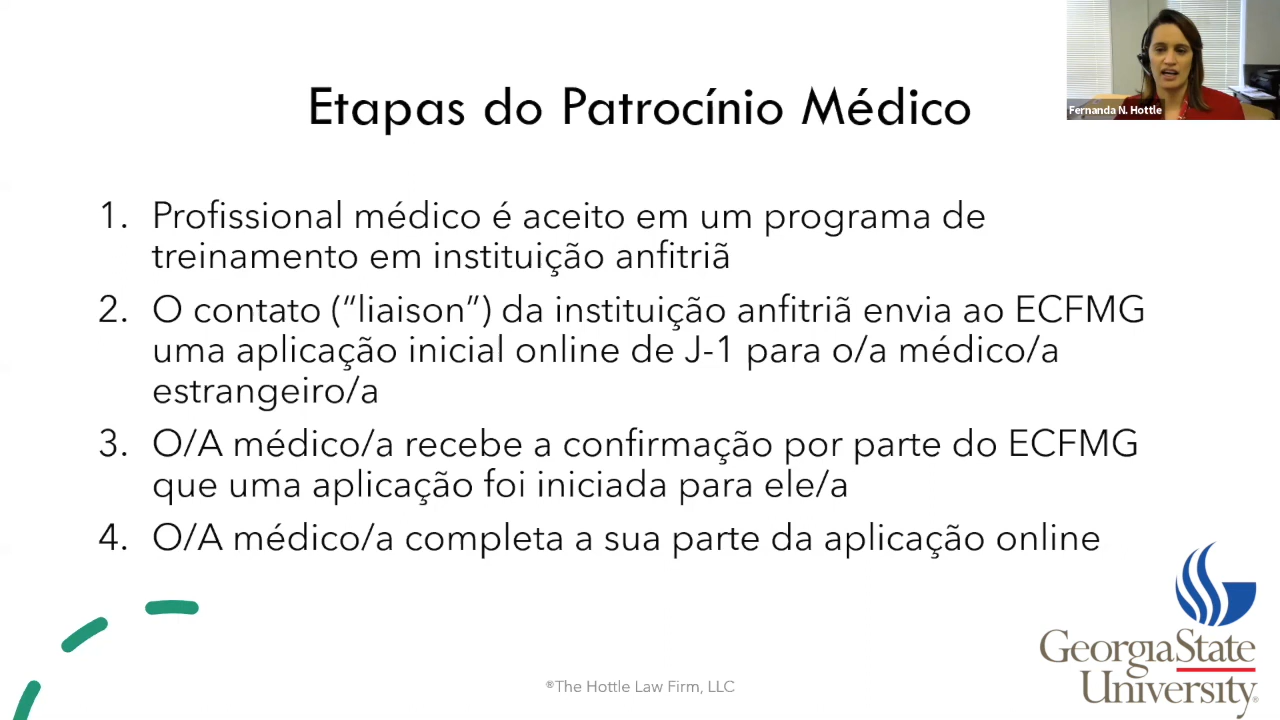 Etapas do Patrocínio Médico
Fernanda N. Hottle
1. Profissional médico é aceito em um programa de
treinamento em instituição anfitriã
2. O contato (“liaison”) da instituição anfitriã envia ao ECFMG
uma aplicação inicial online de J-1 para o/a médico/a
estrangeiro/a
3. O/A médico/a recebe a confirmação por parte do ECFMG
que uma aplicação foi iniciada para ele/a
4. O/A médico/a completa a sua parte da aplicação online
GeorgiaState
University®
®The Hottle Law Firm, LLC